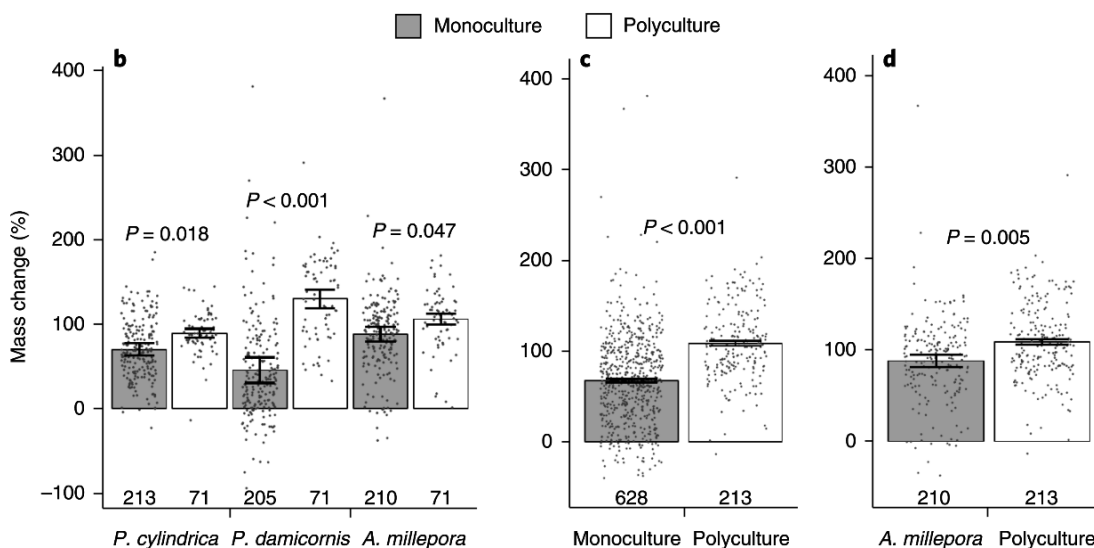 Monoculture Polyculture
b
c
d
Mass change (%)
400
300
200
100
0
−100
P = 0.018
P < 0.001
P = 0.047
213 71 205 71 210 71
P. cylindrica P. damicornis A. millepora
400
300
200
100
0
P < 0.001
628 213
Monoculture Polyculture
400
300
200
100
0
P = 0.005
210 213
A. millepora Polyculture